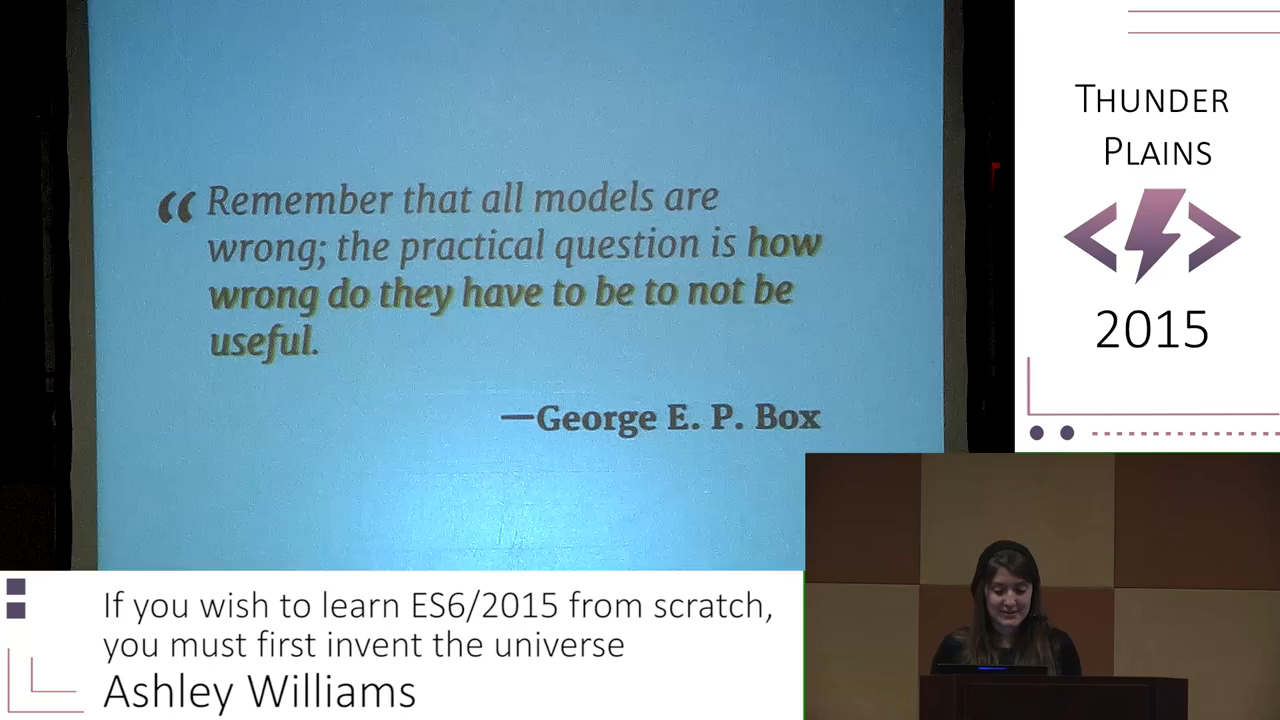 “ Remember that all models are
wrong; the practical question is how
wrong do they have to be to not be
useful.
—George E. P. Box
THUNDER
PLAINS
2015
If you wish to learn ES6/2015 from scratch,
you must first invent the universe
Ashley Williams